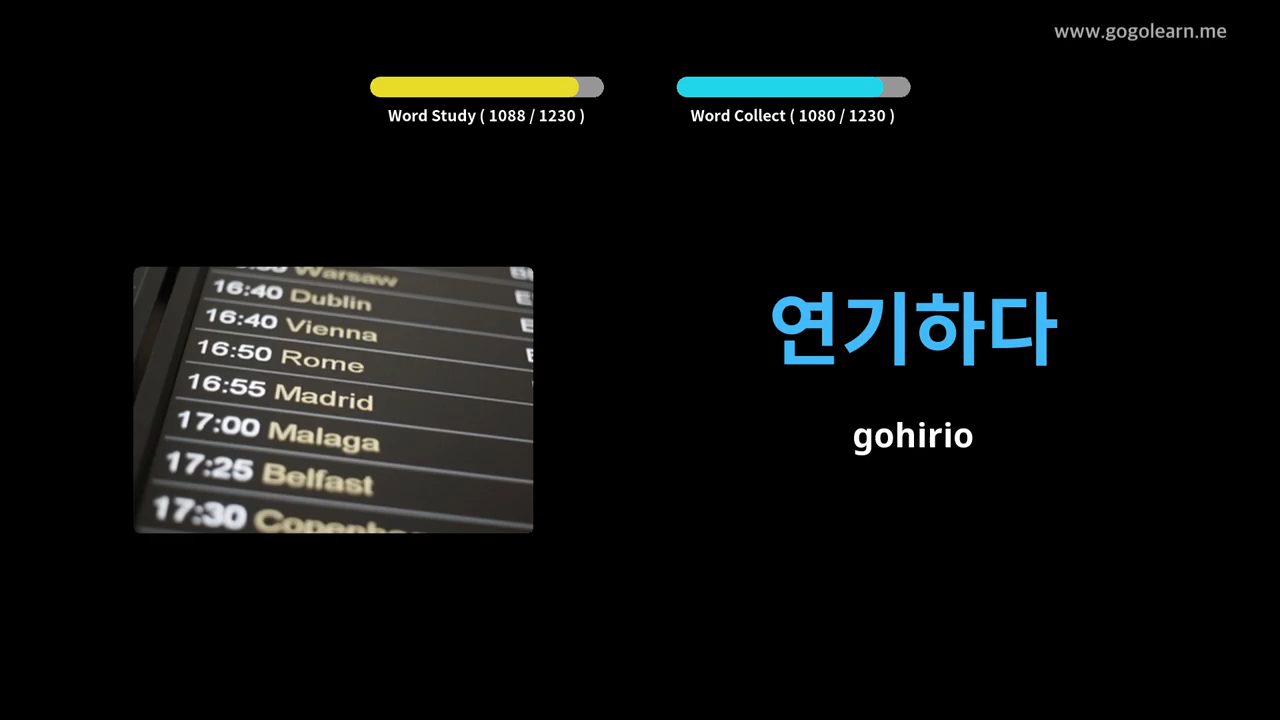 www.gogolearn.me
Word Study ( 1088 / 1230 )
Word Collect ( 1080 / 1230 )
Warsaw
16:40 Dublin
16:40 Vienna
16:50 Rome
16:55 Madrid
17:00 Malaga
17:25 Belfast
17:30
연기하다
gohirio